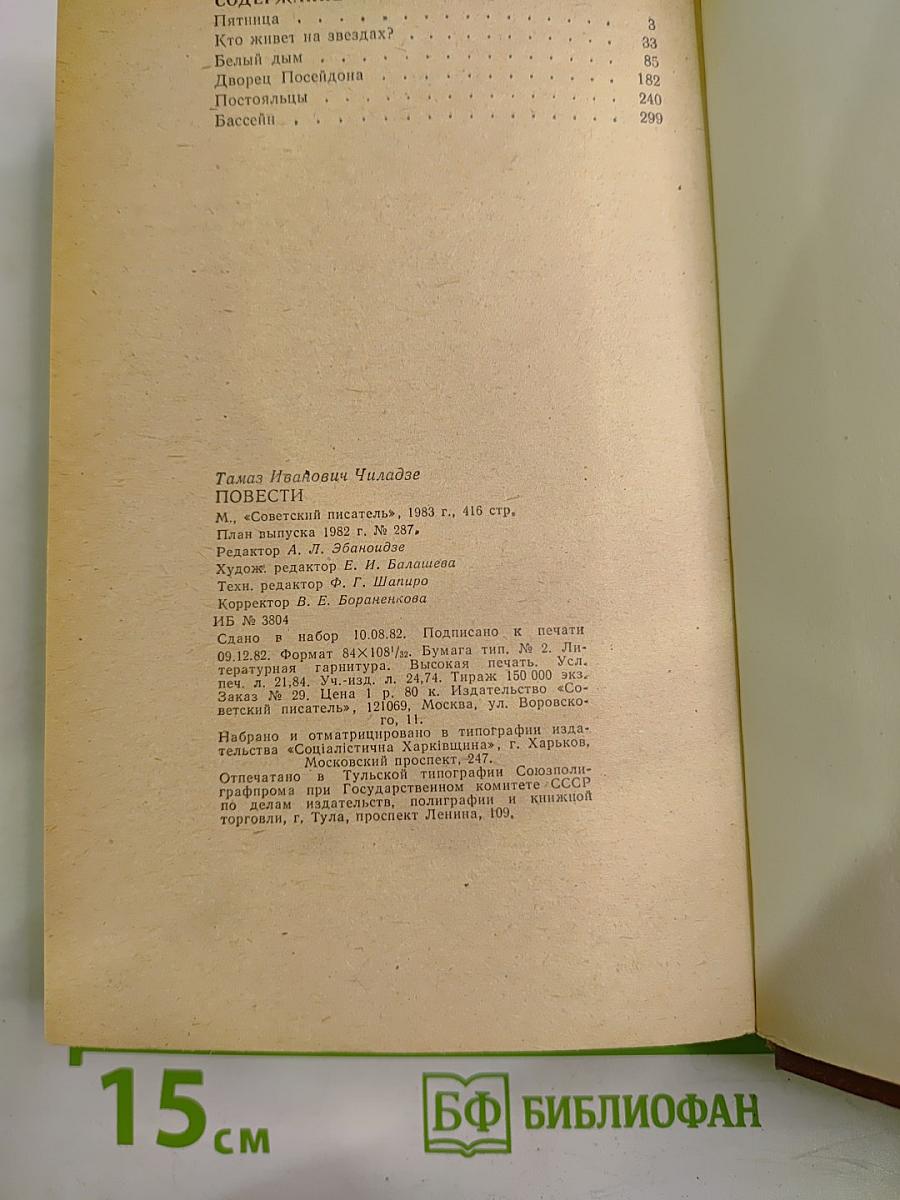 СОДЕРЖАНИЕ
Пятница . . . . . . . . . . . . . . . . 3
Кто живет на звездах? . . . . . . . . . . 33
Белый дым . . . . . . . . . . . . . . . 85
Дворец Посейдона . . . . . . . . . . . . 182
Постояльцы . . . . . . . . . . . . . . . 240
Бассейн . . . . . . . . . . . . . . . . 299
Тамаз Иванович Чиладзе
ПОВЕСТИ
М., «Советский писатель», 1983 г., 416 стр.
План выпуска 1982 г. № 287.
Редактор А. Л. Эбаноидзе
Худож. редактор Е. И. Балашева
Техн. редактор Ф. Г. Шапиро
Корректор В. Е. Бораненкова
ИБ № 3804
Сдано в набор 10.08.82. Подписано к печати
09.12.82. Формат 84×108¹/₃₂. Бумага тип. № 2. Ли-
тературная гарнитура. Высокая печать. Усл.
печ. л. 21,84. Уч.-изд. л. 24,74. Тираж 150 000 экз.
Заказ № 29. Цена 1 р. 80 к. Издательство «Со-
ветский писатель», 121069, Москва, ул. Воровско-
го, 11.
Набрано и отматрицировано в типографии изда-
тельства «Соціалістична Харківщина», г. Харьков,
Московский проспект, 247.
Отпечатано в Тульской типографии Союзполи-
графпрома при Государственном комитете СССР
по делам издательств, полиграфии и книжной
торговли, г. Тула, проспект Ленина, 109.
15 см
БФ БИБЛИОФАН